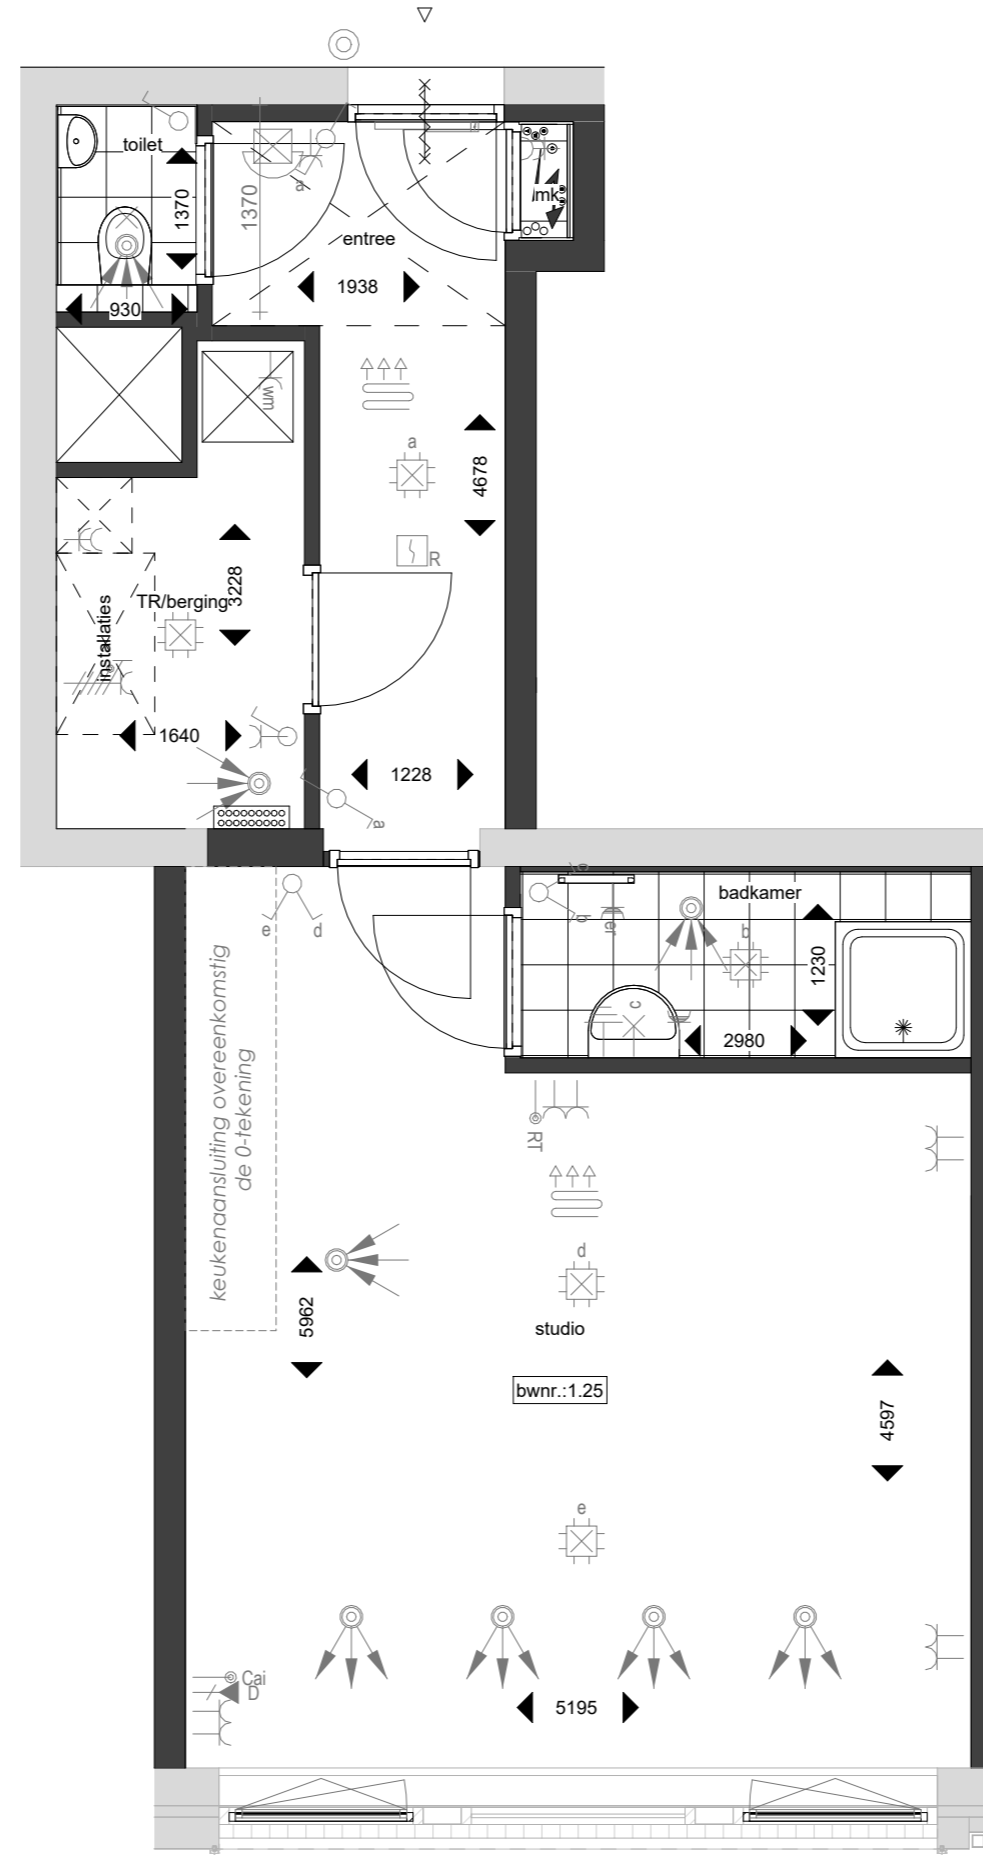 toilet
1370
1370
a
mk
entree
1938
930
wm
a
4678
R
3228
TR/berging
installaties
1640
1228
a
badkamer
e
d
b
b
1230
c
2980
keukenaansluiting overeenkomstig
de 0-tekening
RT
d
5962
studio
bwnr.:1.25
4597
e
Cai
D
5195